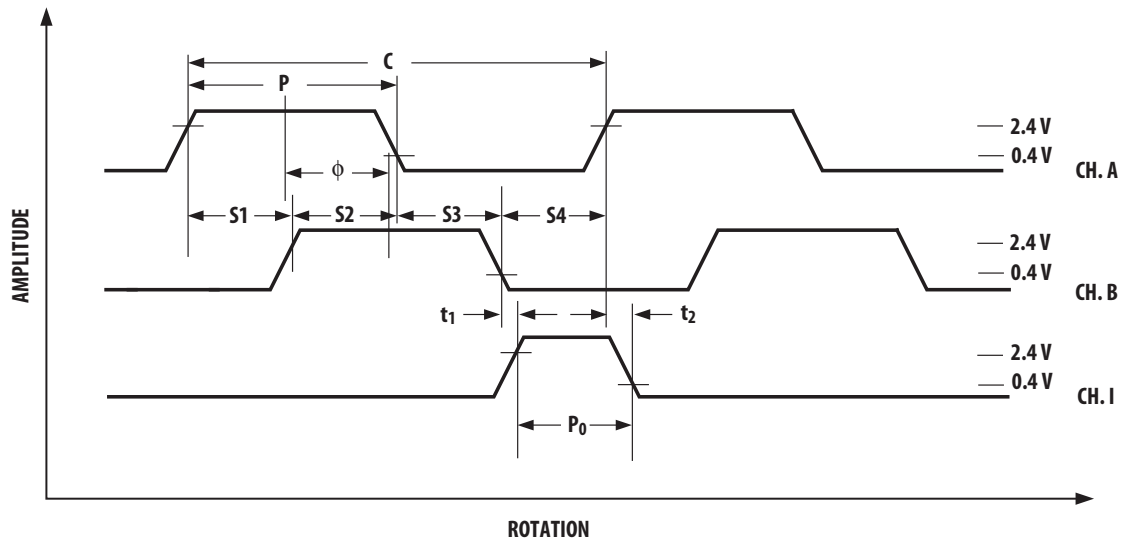 C
P
2.4 V
0.4 V
CH. A
ϕ
S1 S2 S3 S4
2.4 V
0.4 V
CH. B
AMPLITUDE
t1 t2
2.4 V
0.4 V
CH. I
P0
ROTATION